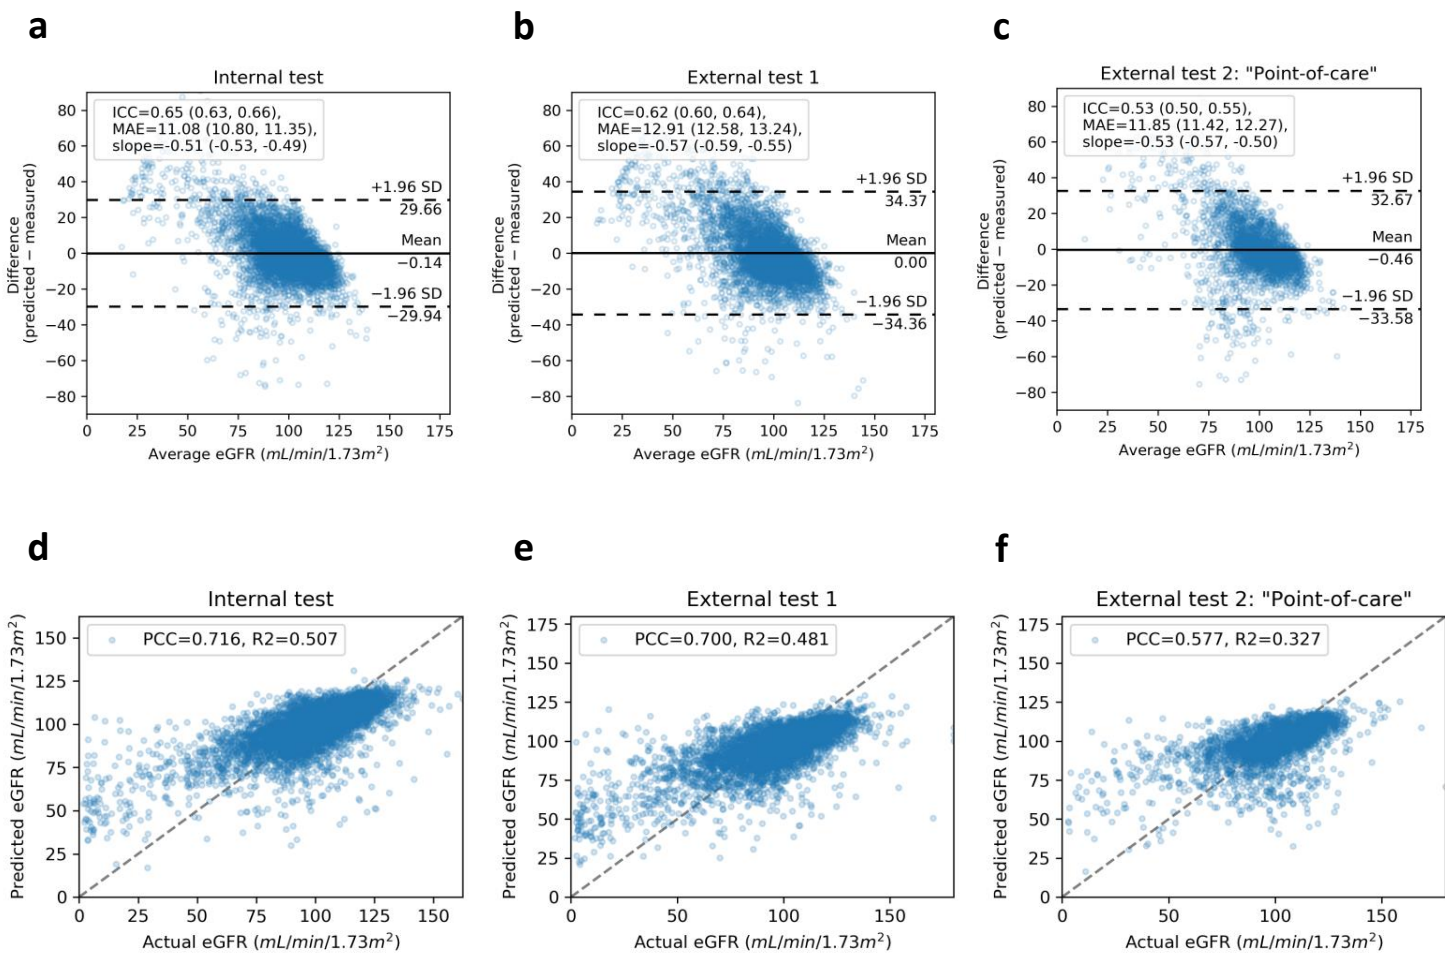 a
b
c
Internal test
Difference
(predicted − measured)
80
60
40
20
0
−20
−40
−60
−80
ICC=0.65 (0.63, 0.66),
MAE=11.08 (10.80, 11.35),
slope=-0.51 (-0.53, -0.49)
+1.96 SD
29.66
Mean
−0.14
−1.96 SD
−29.94
0 25 50 75 100 125 150 175
Average eGFR (mL/min/1.73m²)
External test 1
Difference
(predicted − measured)
80
60
40
20
0
−20
−40
−60
−80
ICC=0.62 (0.60, 0.64),
MAE=12.91 (12.58, 13.24),
slope=-0.57 (-0.59, -0.55)
+1.96 SD
34.37
Mean
0.00
−1.96 SD
−34.36
0 25 50 75 100 125 150 175
Average eGFR (mL/min/1.73m²)
External test 2: "Point-of-care"
Difference
(predicted − measured)
80
60
40
20
0
−20
−40
−60
−80
ICC=0.53 (0.50, 0.55),
MAE=11.85 (11.42, 12.27),
slope=-0.53 (-0.57, -0.50)
+1.96 SD
32.67
Mean
−0.46
−1.96 SD
−33.58
0 25 50 75 100 125 150 175
Average eGFR (mL/min/1.73m²)
d
e
f
Internal test
Predicted eGFR (mL/min/1.73m²)
150
125
100
75
50
25
0
PCC=0.716, R2=0.507
0 25 50 75 100 125 150
Actual eGFR (mL/min/1.73m²)
External test 1
Predicted eGFR (mL/min/1.73m²)
175
150
125
100
75
50
25
0
PCC=0.700, R2=0.481
0 50 100 150
Actual eGFR (mL/min/1.73m²)
External test 2: "Point-of-care"
Predicted eGFR (mL/min/1.73m²)
175
150
125
100
75
50
25
0
PCC=0.577, R2=0.327
0 50 100 150
Actual eGFR (mL/min/1.73m²)